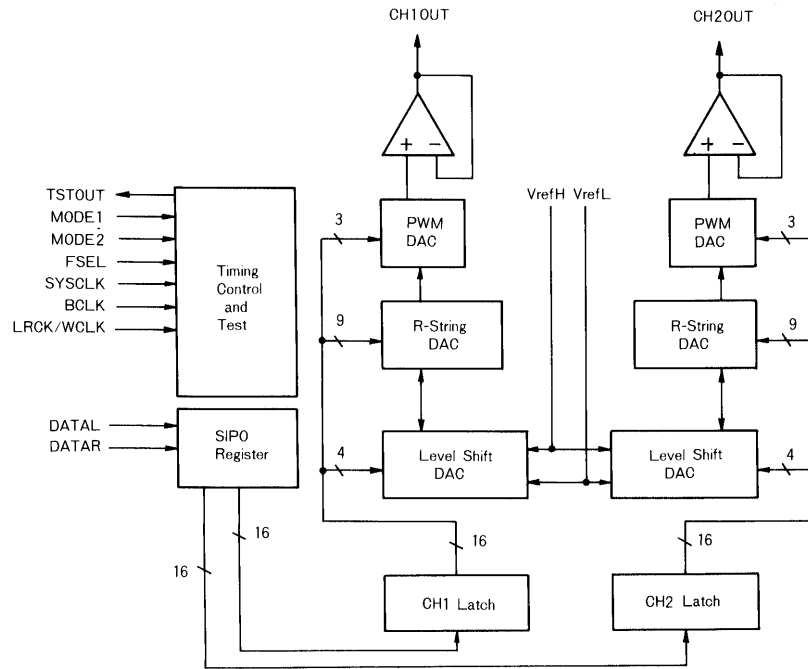 CH1OUT
CH2OUT
+ −
+ −
VrefH VrefL
TSTOUT
MODE1
MODE2
FSEL
SYSCLK
BCLK
LRCK/WCLK
Timing
Control
and
Test
3
PWM
DAC
PWM
DAC
3
9
R-String
DAC
R-String
DAC
9
DATAL
DATAR
SIPO
Register
4
Level Shift
DAC
Level Shift
DAC
4
16
16
16
16
CH1 Latch
CH2 Latch